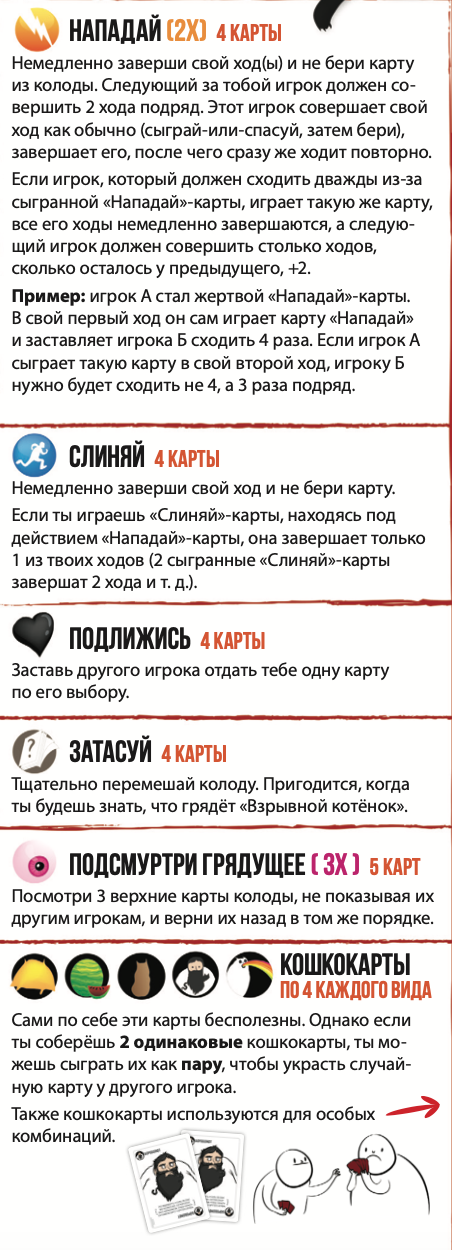 НАПАДАЙ (2X) 4 КАРТЫ
Немедленно заверши свой ход(ы) и не бери карту
из колоды. Следующий за тобой игрок должен со-
вершить 2 хода подряд. Этот игрок совершает свой
ход как обычно (сыграй-или-спасуй, затем бери),
завершает его, после чего сразу же ходит повторно.
Если игрок, который должен сходить дважды из-за
сыгранной «Нападай»-карты, играет такую же карту,
все его ходы немедленно завершаются, а следую-
щий игрок должен совершить столько ходов,
сколько осталось у предыдущего, +2.
Пример: игрок А стал жертвой «Нападай»-карты.
В свой первый ход он сам играет карту «Нападай»
и заставляет игрока Б сходить 4 раза. Если игрок А
сыграет такую карту в свой второй ход, игроку Б
нужно будет сходить не 4, а 3 раза подряд.
СЛИНЯЙ 4 КАРТЫ
Немедленно заверши свой ход и не бери карту.
Если ты играешь «Слиняй»-карты, находясь под
действием «Нападай»-карты, она завершает только
1 из твоих ходов (2 сыгранные «Слиняй»-карты
завершат 2 хода и т. д.).
ПОДЛИЖИСЬ 4 КАРТЫ
Заставь другого игрока отдать тебе одну карту
по его выбору.
ЗАТАСУЙ 4 КАРТЫ
Тщательно перемешай колоду. Пригодится, когда
ты будешь знать, что грядёт «Взрывной котёнок».
ПОДСМУРТРИ ГРЯДУЩЕЕ ( 3X ) 5 КАРТ
Посмотри 3 верхние карты колоды, не показывая их
другим игрокам, и верни их назад в том же порядке.
КОШКОКАРТЫ
ПО 4 КАЖДОГО ВИДА
Сами по себе эти карты бесполезны. Однако если
ты соберёшь 2 одинаковые кошкокарты, ты мо-
жешь сыграть их как пару, чтобы украсть случай-
ную карту у другого игрока.
Также кошкокарты используются для особых
комбинаций.